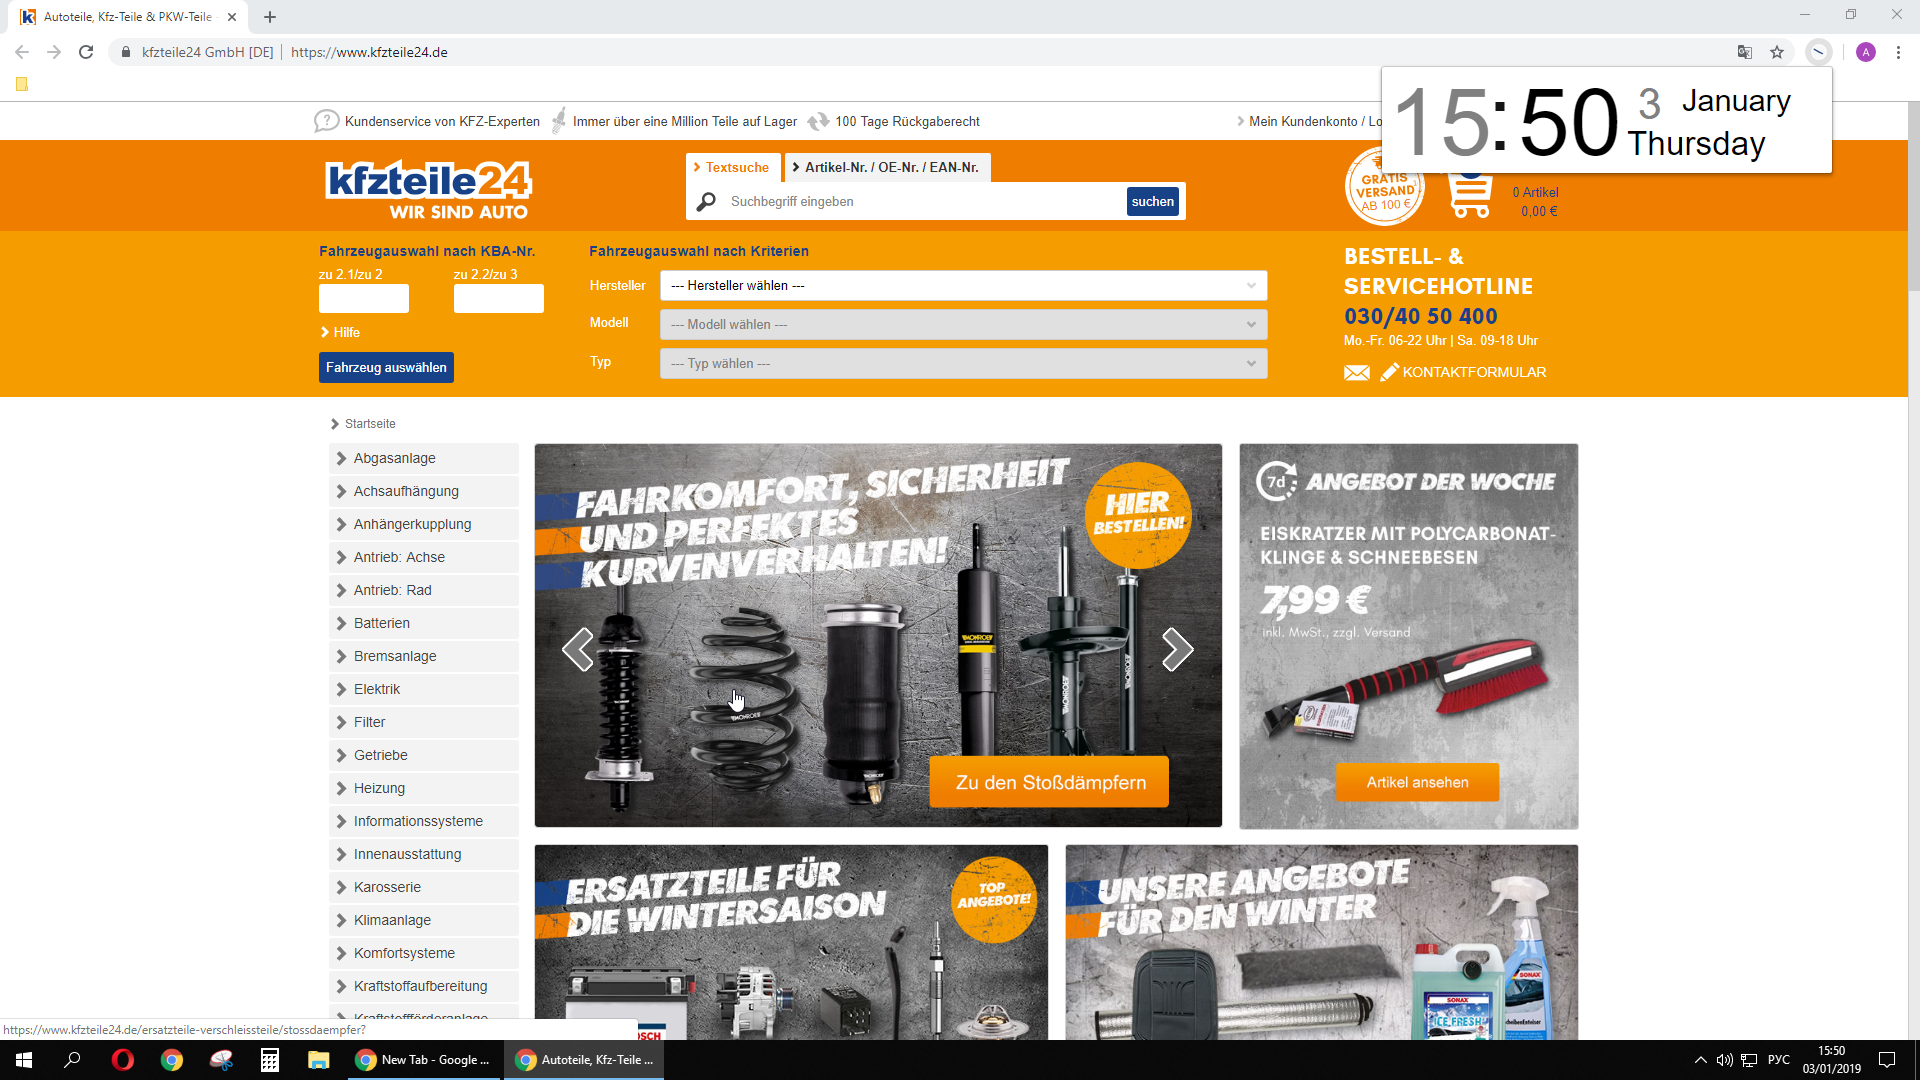 Autoteile, Kfz-Teile & PKW-Teile
kfzteile24 GmbH [DE] | https://www.kfzteile24.de
A
15:50 3 January
Thursday
Kundenservice von KFZ-Experten
Immer über eine Million Teile auf Lager
100 Tage Rückgaberecht
Mein Kundenkonto / Lo
kfzteile24
WIR SIND AUTO
Textsuche
Artikel-Nr. / OE-Nr. / EAN-Nr.
Suchbegriff eingeben
suchen
GRATIS
VERSAND
AB 100 €
0 Artikel
0,00 €
Fahrzeugauswahl nach KBA-Nr.
zu 2.1/zu 2
zu 2.2/zu 3
Hilfe
Fahrzeug auswählen
Fahrzeugauswahl nach Kriterien
Hersteller
--- Hersteller wählen ---
Modell
--- Modell wählen ---
Typ
--- Typ wählen ---
BESTELL- &
SERVICEHOTLINE
030/40 50 400
Mo.-Fr. 06-22 Uhr | Sa. 09-18 Uhr
KONTAKTFORMULAR
Startseite
Abgasanlage
Achsaufhängung
Anhängerkupplung
Antrieb: Achse
Antrieb: Rad
Batterien
Bremsanlage
Elektrik
Filter
Getriebe
Heizung
Informationssysteme
Innenausstattung
Karosserie
Klimaanlage
Komfortsysteme
Kraftstoffaufbereitung
Kraftstoffförderanlage
FAHRKOMFORT, SICHERHEIT
UND PERFEKTES
KURVENVERHALTEN!
HIER
BESTELLEN!
MONROE
MONROE
MONROE
MONROE
Zu den Stoßdämpfern
7d
ANGEBOT DER WOCHE
EISKRATZER MIT POLYCARBONAT-
KLINGE & SCHNEEBESEN
7,99 €
inkl. MwSt., zzgl. Versand
Artikel ansehen
ERSATZTEILE FÜR
DIE WINTERSAISON
TOP
ANGEBOTE!
UNSERE ANGEBOTE
FÜR DEN WINTER
SONAX
SONAX
ICE FRESH
https://www.kfzteile24.de/ersatzteile-verschleissteile/stossdaempfer?
New Tab - Google ...
Autoteile, Kfz-Teile ...
РУС
15:50
03/01/2019